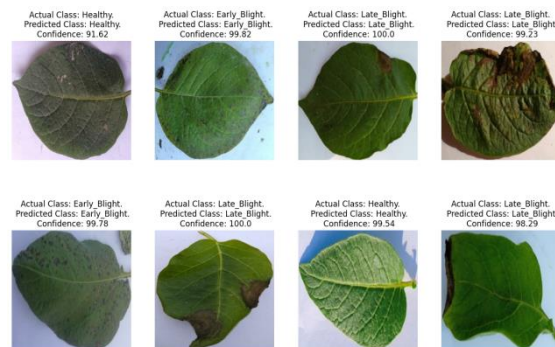 Actual Class: Healthy.
Predicted Class: Healthy.
Confidence: 91.62
Actual Class: Early_Blight.
Predicted Class: Early_Blight.
Confidence: 99.82
Actual Class: Late_Blight.
Predicted Class: Late_Blight.
Confidence: 100.0
Actual Class: Late_Blight.
Predicted Class: Late_Blight.
Confidence: 99.23
Actual Class: Early_Blight.
Predicted Class: Early_Blight.
Confidence: 99.78
Actual Class: Late_Blight.
Predicted Class: Late_Blight.
Confidence: 100.0
Actual Class: Healthy.
Predicted Class: Healthy.
Confidence: 99.54
Actual Class: Late_Blight.
Predicted Class: Late_Blight
Confidence: 98.29